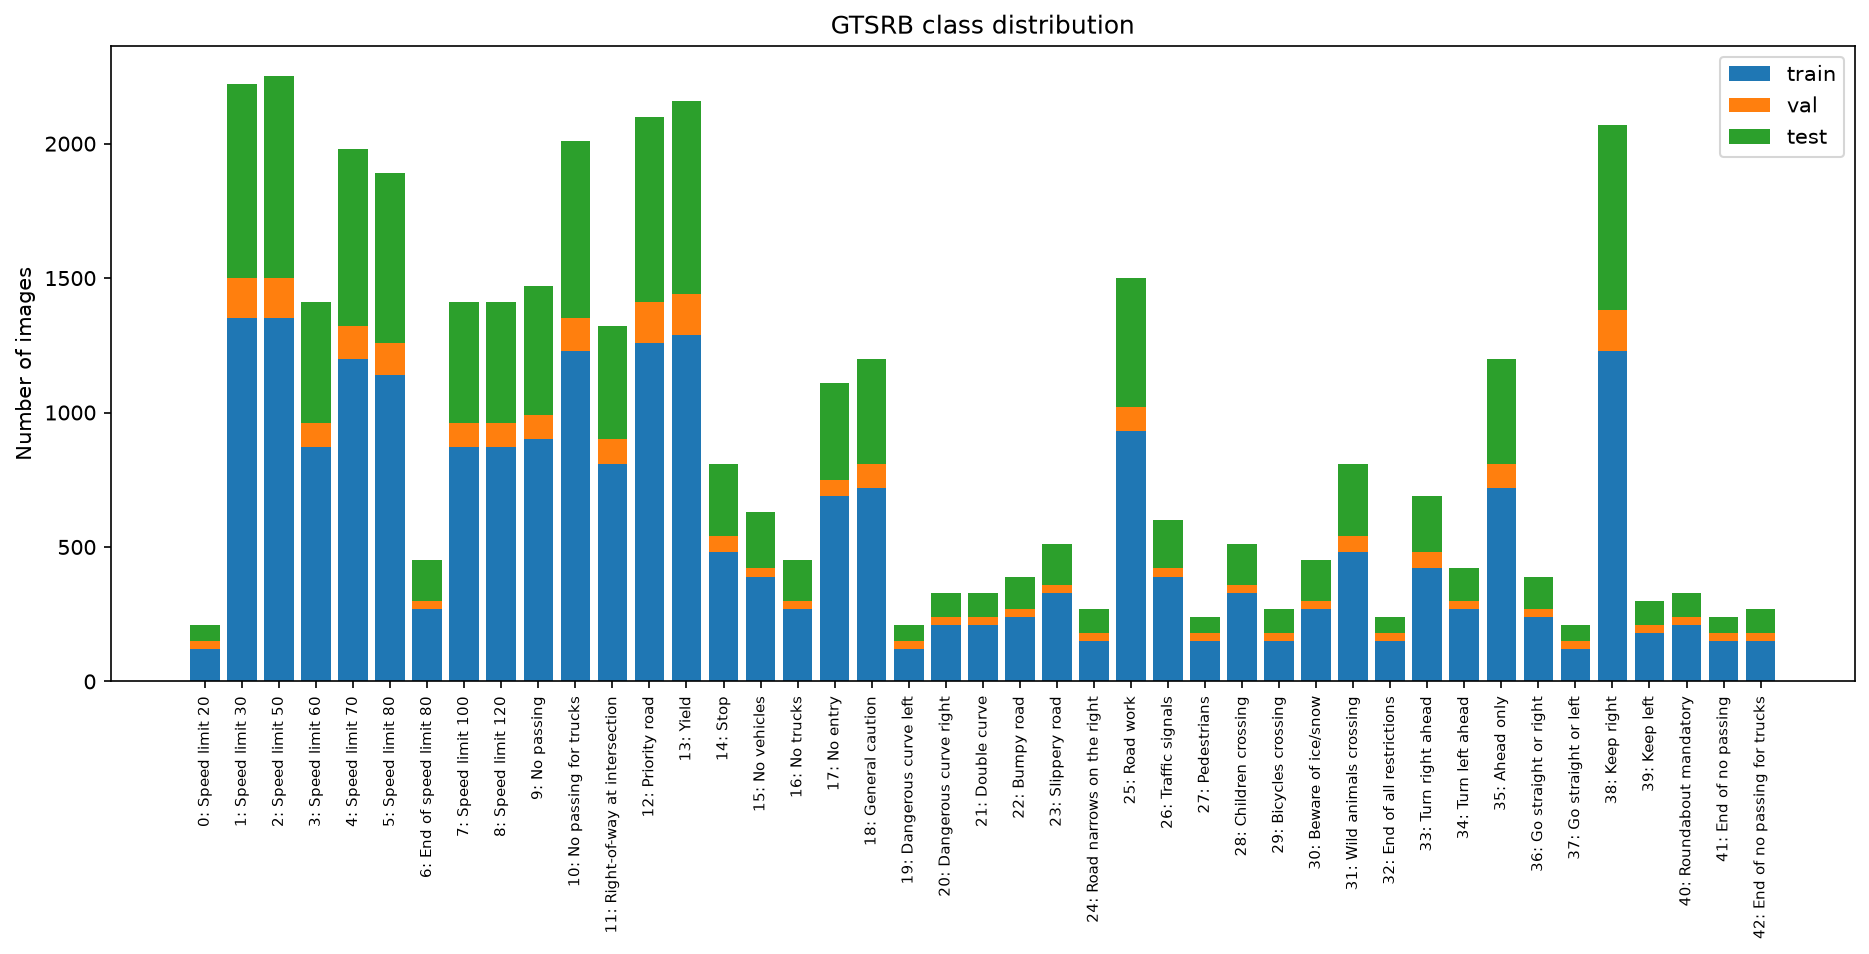 GTSRB class distribution
train
val
test
Number of images
2000
1500
1000
500
0
0: Speed limit 20
1: Speed limit 30
2: Speed limit 50
3: Speed limit 60
4: Speed limit 70
5: Speed limit 80
6: End of speed limit 80
7: Speed limit 100
8: Speed limit 120
9: No passing
10: No passing for trucks
11: Right-of-way at intersection
12: Priority road
13: Yield
14: Stop
15: No vehicles
16: No trucks
17: No entry
18: General caution
19: Dangerous curve left
20: Dangerous curve right
21: Double curve
22: Bumpy road
23: Slippery road
24: Road narrows on the right
25: Road work
26: Traffic signals
27: Pedestrians
28: Children crossing
29: Bicycles crossing
30: Beware of ice/snow
31: Wild animals crossing
32: End of all restrictions
33: Turn right ahead
34: Turn left ahead
35: Ahead only
36: Go straight or right
37: Go straight or left
38: Keep right
39: Keep left
40: Roundabout mandatory
41: End of no passing
42: End of no passing for trucks